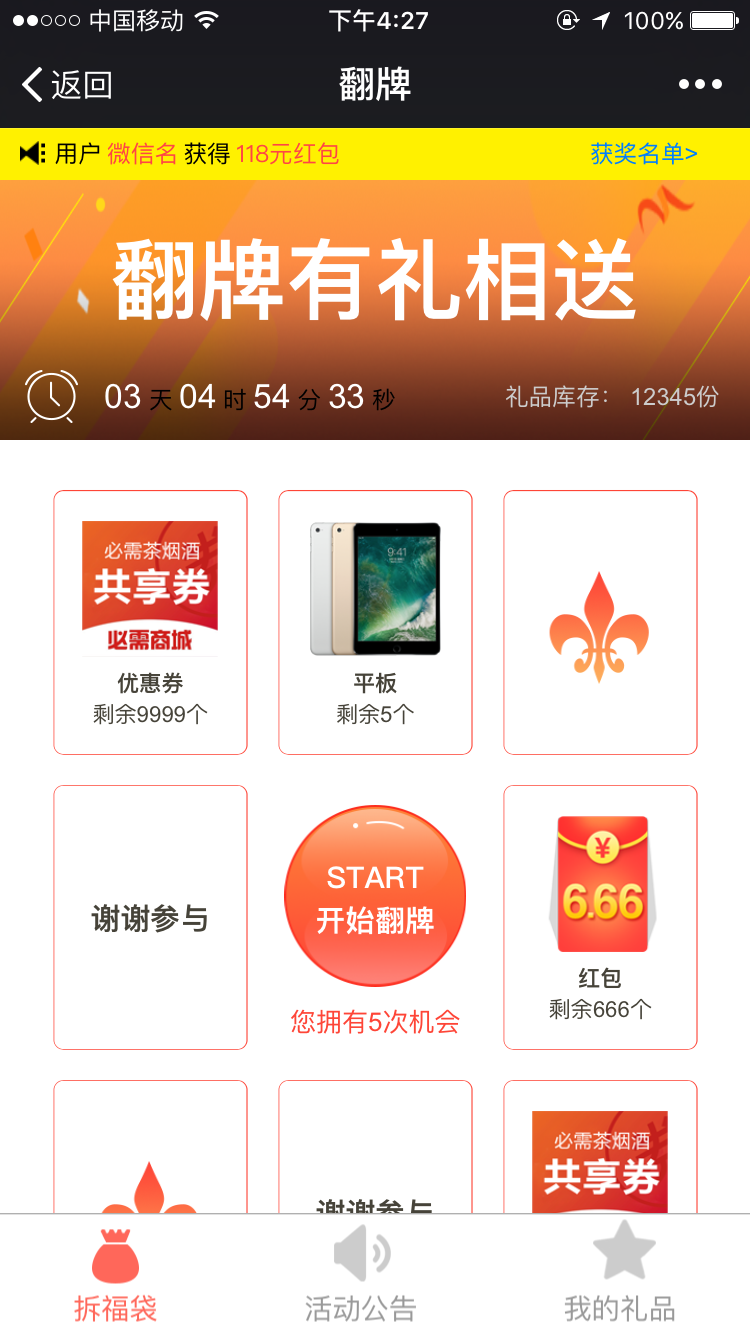 中国移动 下午4:27 100%
返回 翻牌
用户 微信名 获得 118元红包 获奖名单>
翻牌有礼相送
03 天 04 时 54 分 33 秒 礼品库存： 12345份
必需茶烟酒
共享券
必需商城
优惠券
剩余9999个
9:41
平板
剩余5个
谢谢参与
START
开始翻牌
您拥有5次机会
¥
6.66
红包
剩余666个
谢谢参与
必需茶烟酒
共享券
拆福袋 活动公告 我的礼品